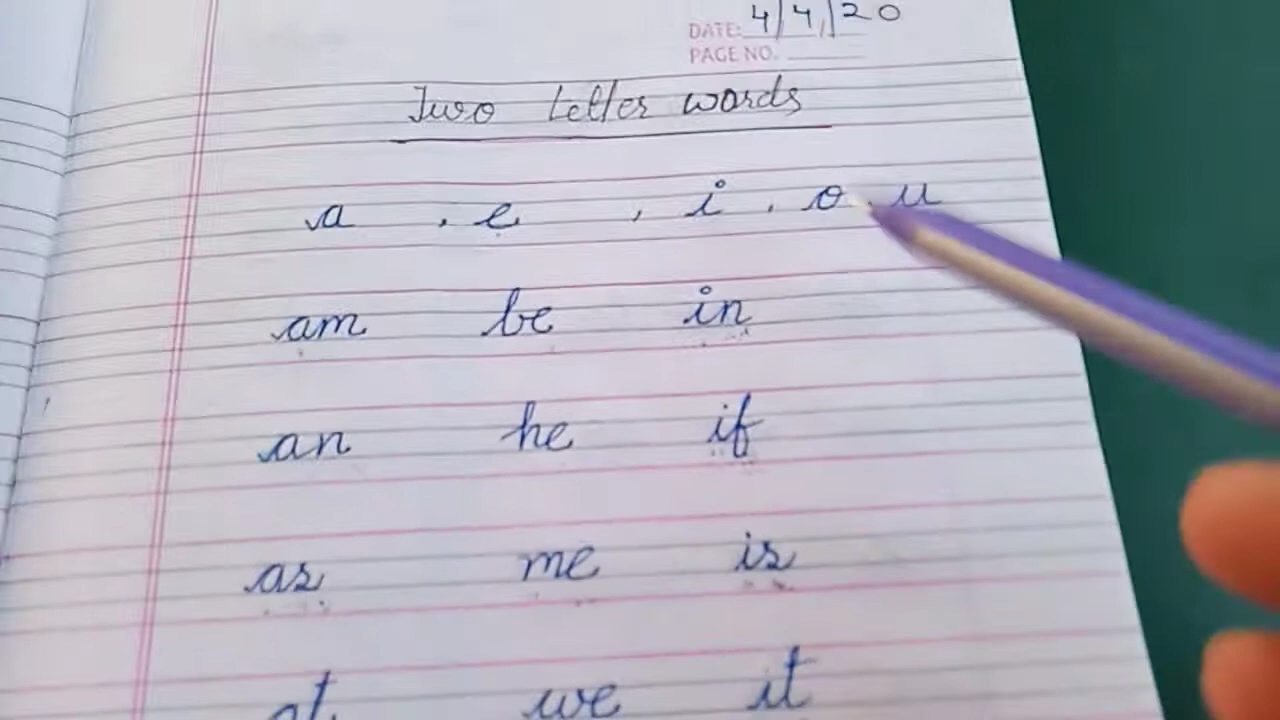 DATE: 4/4/20
PAGE NO.
Two Letter words
a , e , i , o , u
am be in
an he if
as me is
at we it